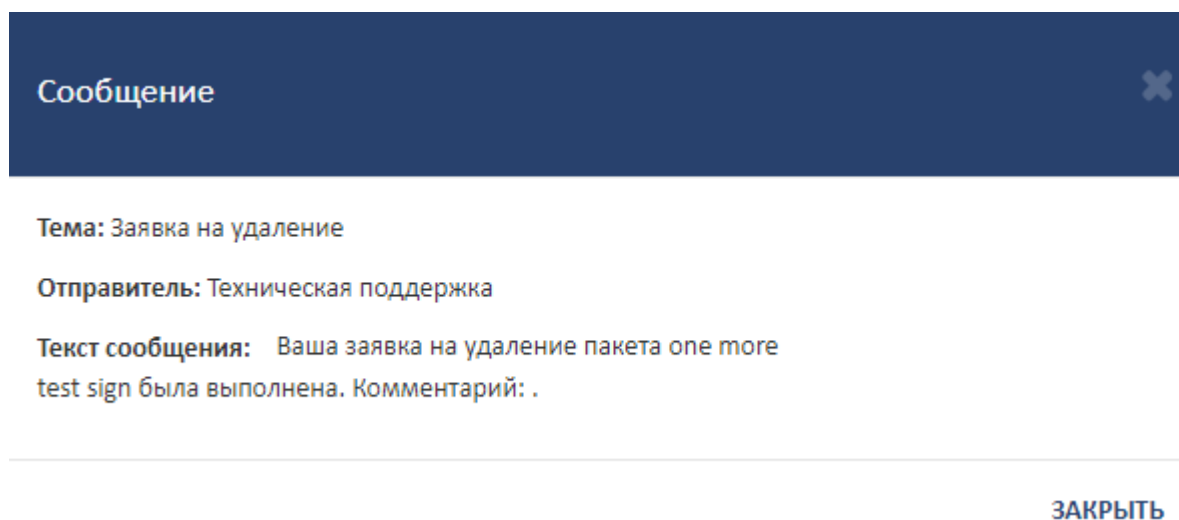 Сообщение
Тема: Заявка на удаление
Отправитель: Техническая поддержка
Текст сообщения: Ваша заявка на удаление пакета one more
test sign была выполнена. Комментарий: .
ЗАКРЫТЬ